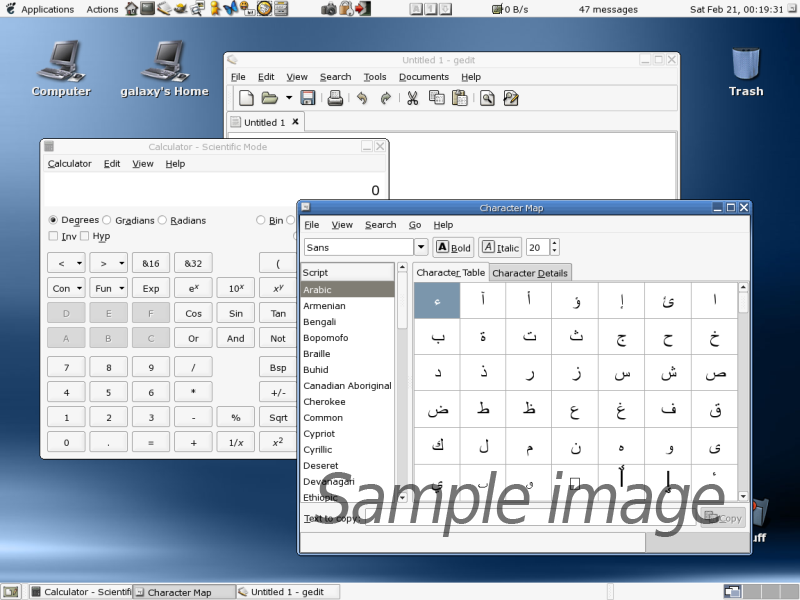 Applications Actions 0 B/s 47 messages Sat Feb 21, 00:19:31
Computer
galaxy's Home
Trash
Untitled 1 - gedit
File Edit View Search Tools Documents Help
Untitled 1
Calculator - Scientific Mode
Calculator Edit View Help
0
Degrees Gradians Radians Bin
Inv Hyp
< > &16 &32 (
Con Fun Exp eˣ 10ˣ xʸ
D E F Cos Sin Tan
A B C Or And Not
7 8 9 / Bsp
4 5 6 * +/-
1 2 3 - % Sqrt
0 . = + 1/x x²
Character Map
File View Search Go Help
Sans A Bold A Italic 20
Script
Arabic
Armenian
Bengali
Bopomofo
Braille
Buhid
Canadian Aboriginal
Cherokee
Common
Cypriot
Cyrillic
Deseret
Devanagari
Ethiopic
Character Table Character Details
ء آ أ ؤ إ ئ ا
ب ة ت ث ج ح خ
د ذ ر ز س ش ص
ض ط ظ ع غ ف ق
ك ل م ن ه و ى
ي
Text to copy: Copy
Sample image
uff
Calculator - Scientifi Character Map Untitled 1 - gedit